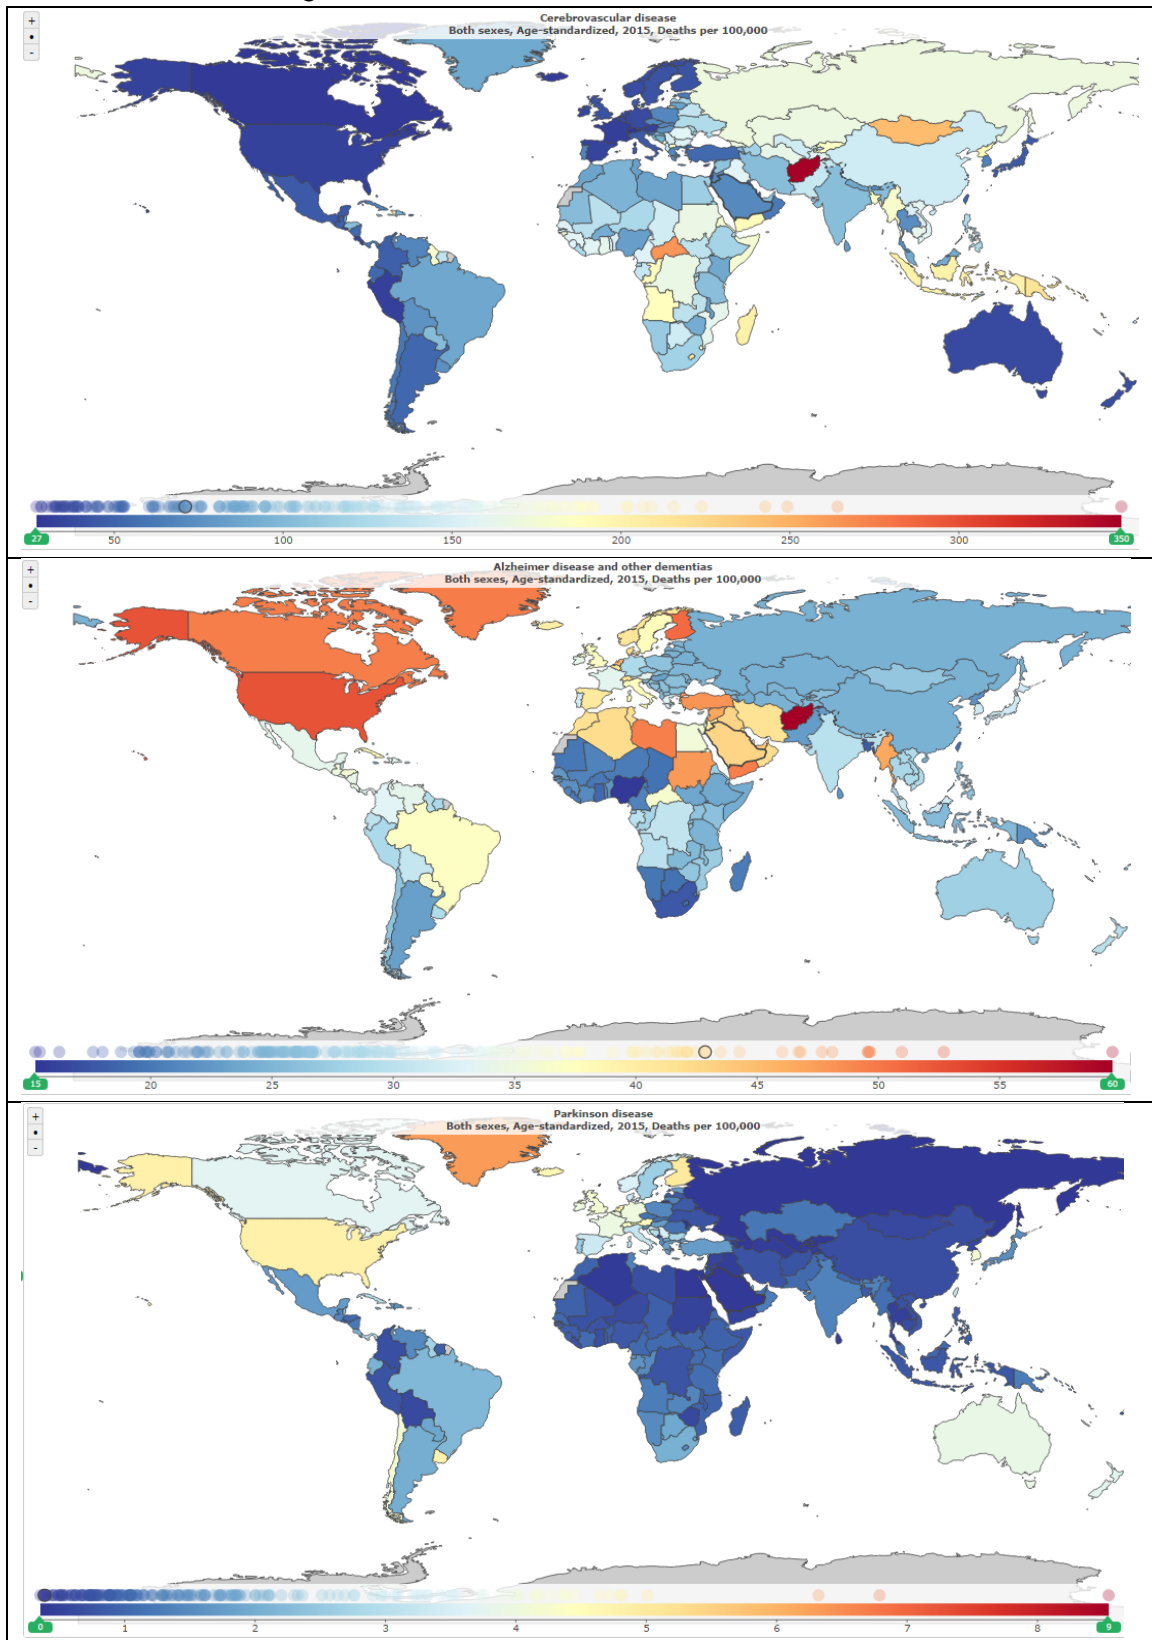 Cerebrovascular disease
Both sexes, Age-standardized, 2015, Deaths per 100,000
+
•
-
27 50 100 150 200 250 300 350
Alzheimer disease and other dementias
Both sexes, Age-standardized, 2015, Deaths per 100,000
+
•
-
15 20 25 30 35 40 45 50 55 60
Parkinson disease
Both sexes, Age-standardized, 2015, Deaths per 100,000
+
•
-
0 1 2 3 4 5 6 7 8 9